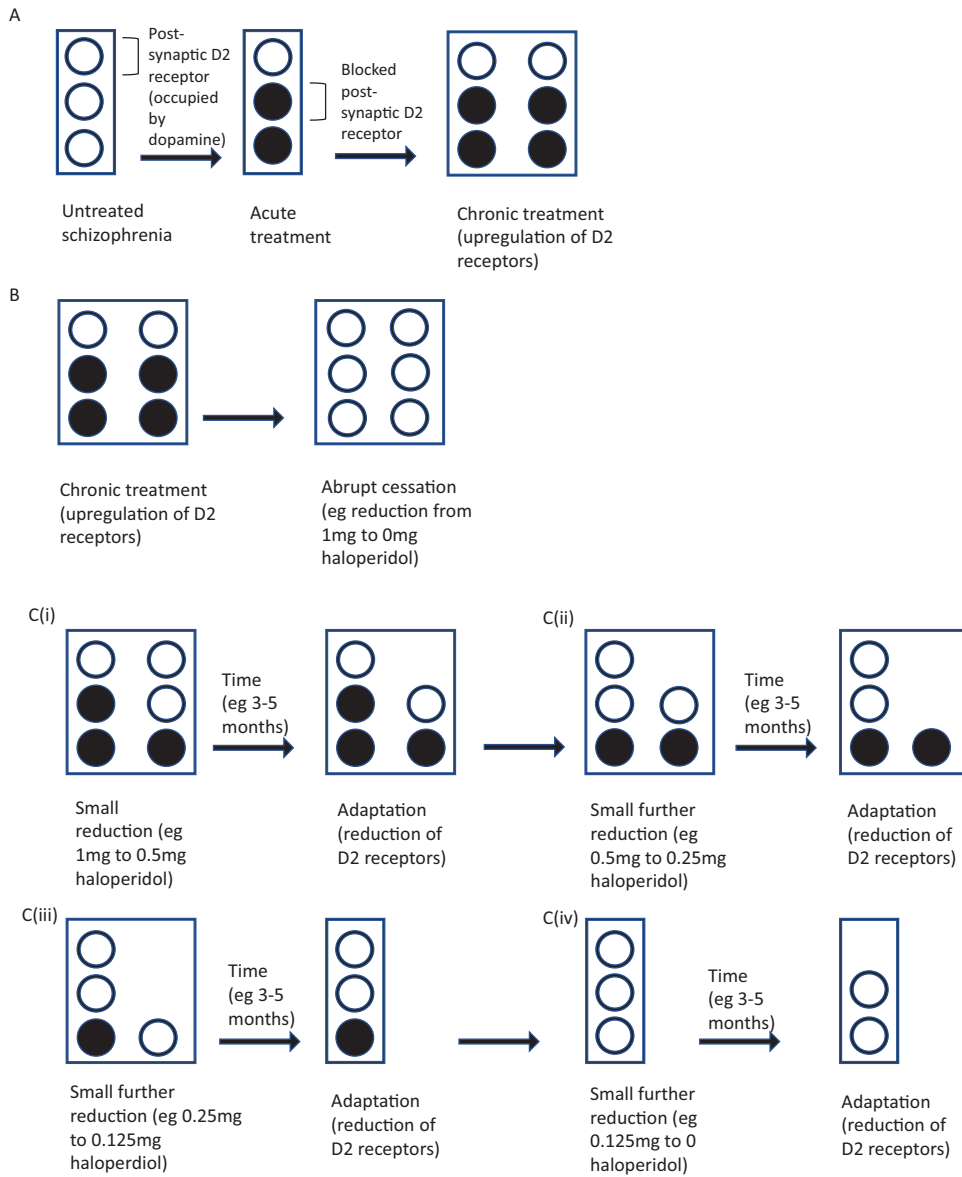 A
Post-
synaptic D2
receptor
(occupied
by
dopamine)
Blocked
post-
synaptic D2
receptor
Untreated
schizophrenia
Acute
treatment
Chronic treatment
(upregulation of D2
receptors)
B
Chronic treatment
(upregulation of D2
receptors)
Abrupt cessation
(eg reduction from
1mg to 0mg
haloperidol)
C(i)
Time
(eg 3-5
months)
Small
reduction (eg
1mg to 0.5mg
haloperidol)
Adaptation
(reduction of
D2 receptors)
C(ii)
Time
(eg 3-5
months)
Small further
reduction (eg
0.5mg to 0.25mg
haloperidol)
Adaptation
(reduction of
D2 receptors)
C(iii)
Time
(eg 3-5
months)
Small further
reduction (eg 0.25mg
to 0.125mg
haloperdiol)
Adaptation
(reduction of
D2 receptors)
C(iv)
Time
(eg 3-5
months)
Small further
reduction (eg
0.125mg to 0
haloperidol)
Adaptation
(reduction of
D2 receptors)